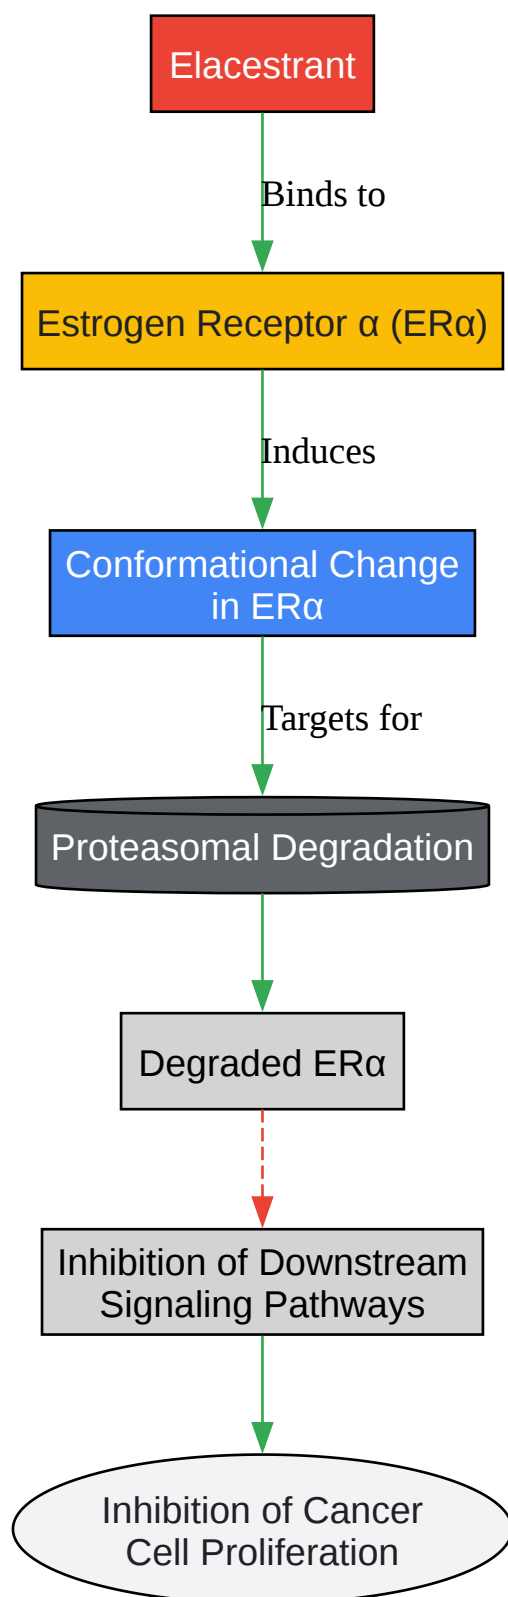 Elacestrant
Binds to
Estrogen Receptor α (ERα)
Induces
Conformational Change
in ERα
Targets for
Proteasomal Degradation
Degraded ERα
Inhibition of Downstream
Signaling Pathways
Inhibition of Cancer
Cell Proliferation